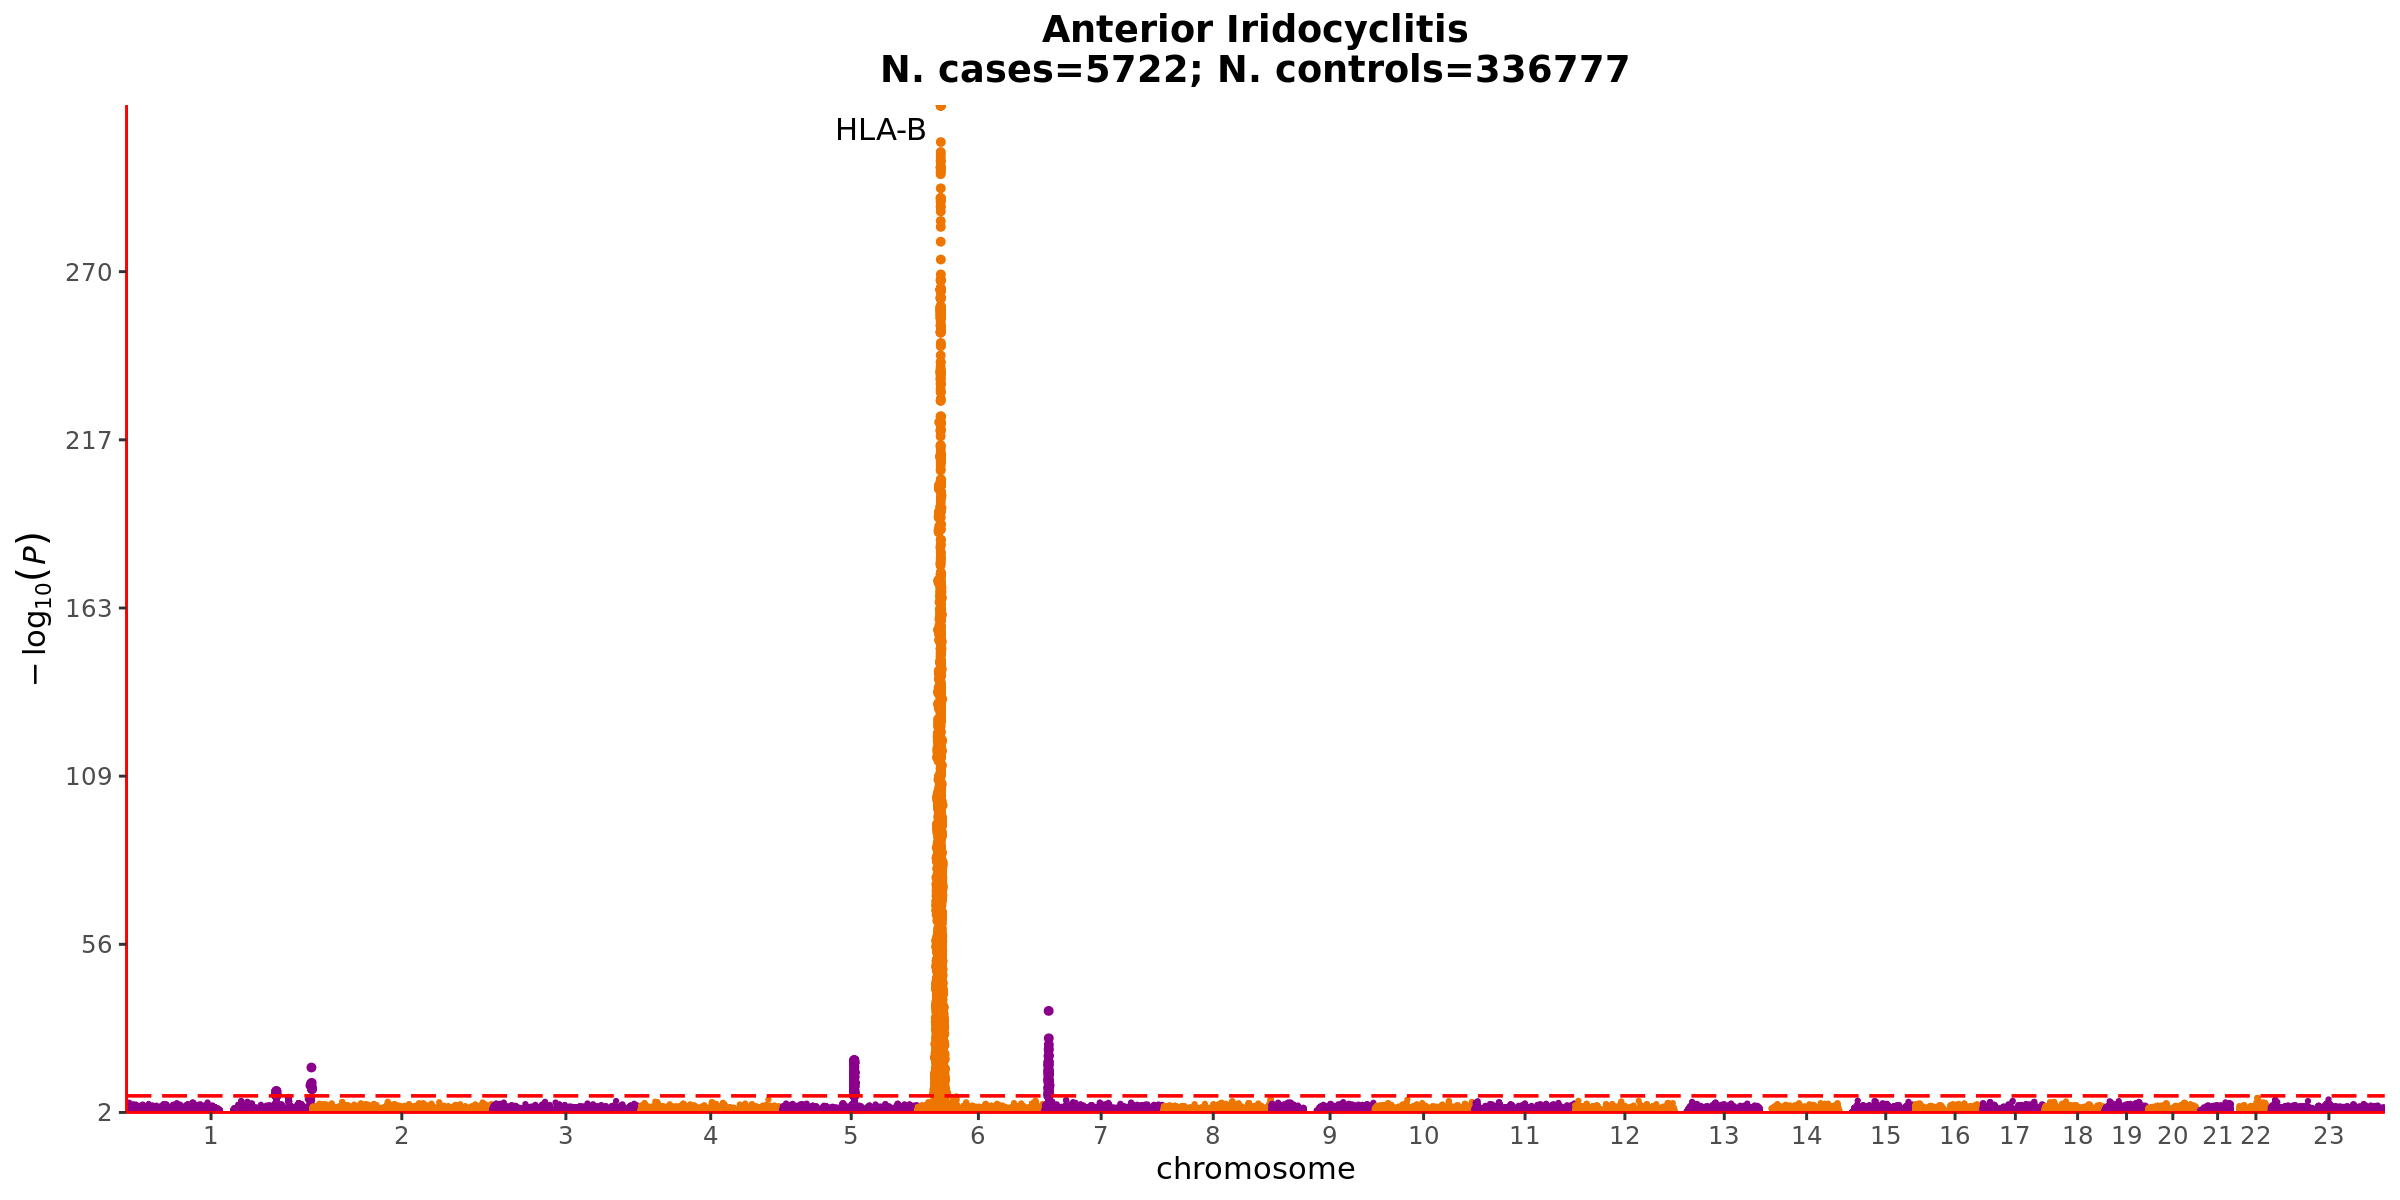 Anterior Iridocyclitis
N. cases=5722; N. controls=336777
HLA-B
270
217
163
109
56
2
−log10(P)
1 2 3 4 5 6 7 8 9 10 11 12 13 14 15 16 17 18 19 20 21 22 23
chromosome